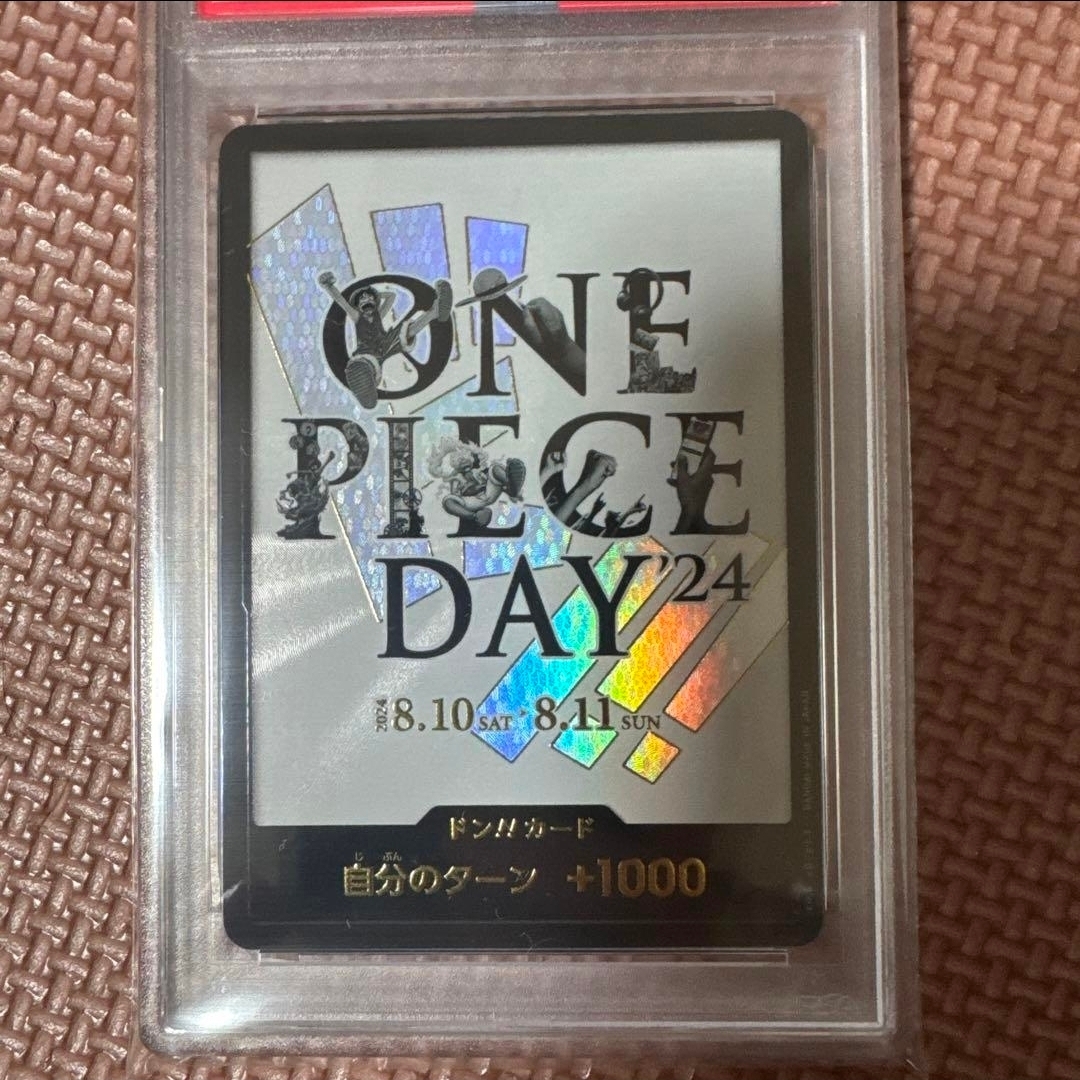 ONE
PIECE
DAY'24
2024 8.10 SAT・8.11 SUN
ドン!!カード
自分のターン +1000